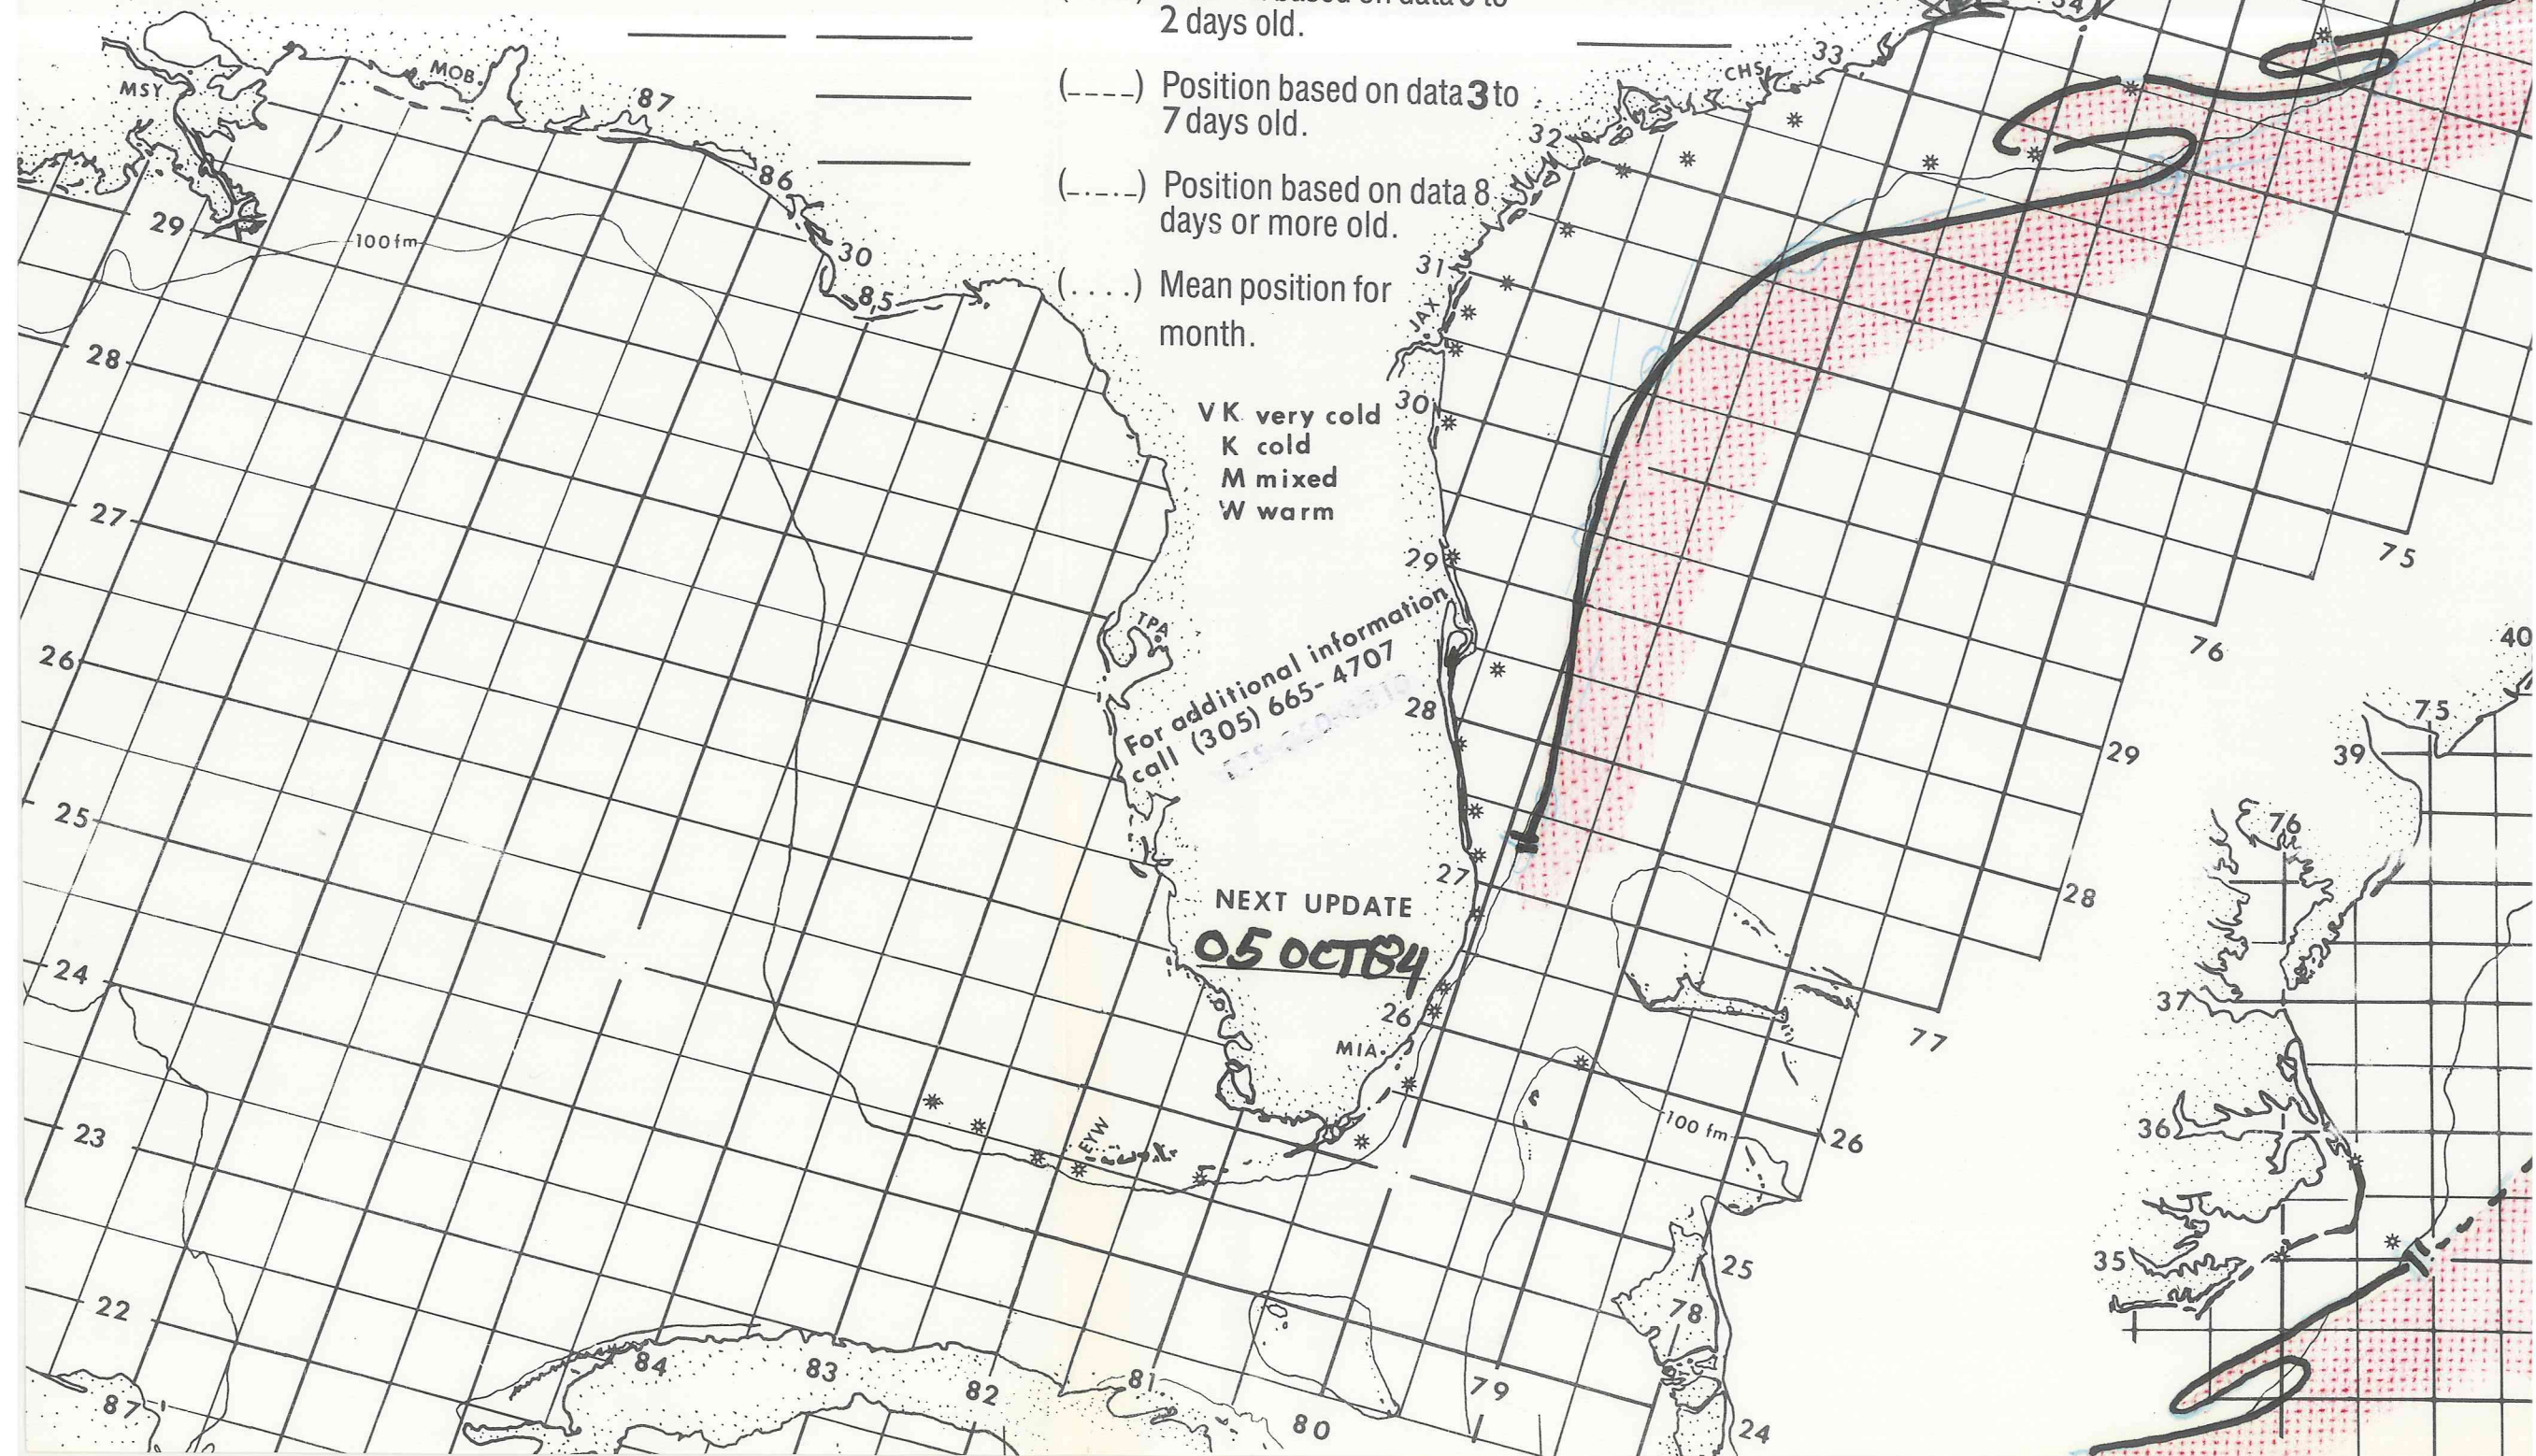 2 days old.
(____) Position based on data 3 to
7 days old.
(_._._) Position based on data 8
days or more old.
(....) Mean position for
month.
VK very cold
K cold
M mixed
W warm
For additional information
call (305) 665-4707
NEXT UPDATE
05 OCT 84
MSY
MOB.
CHS
JAX
TPA
MIA
EYW
100 fm
100 fm
87
86
85
30
29
28
27
26
25
24
23
22
87
84
83
82
81
80
79
78
34
33
32
31
30
29
28
27
26
75
76
29
28
77
26
25
24
40
75
39
76
37
36
35